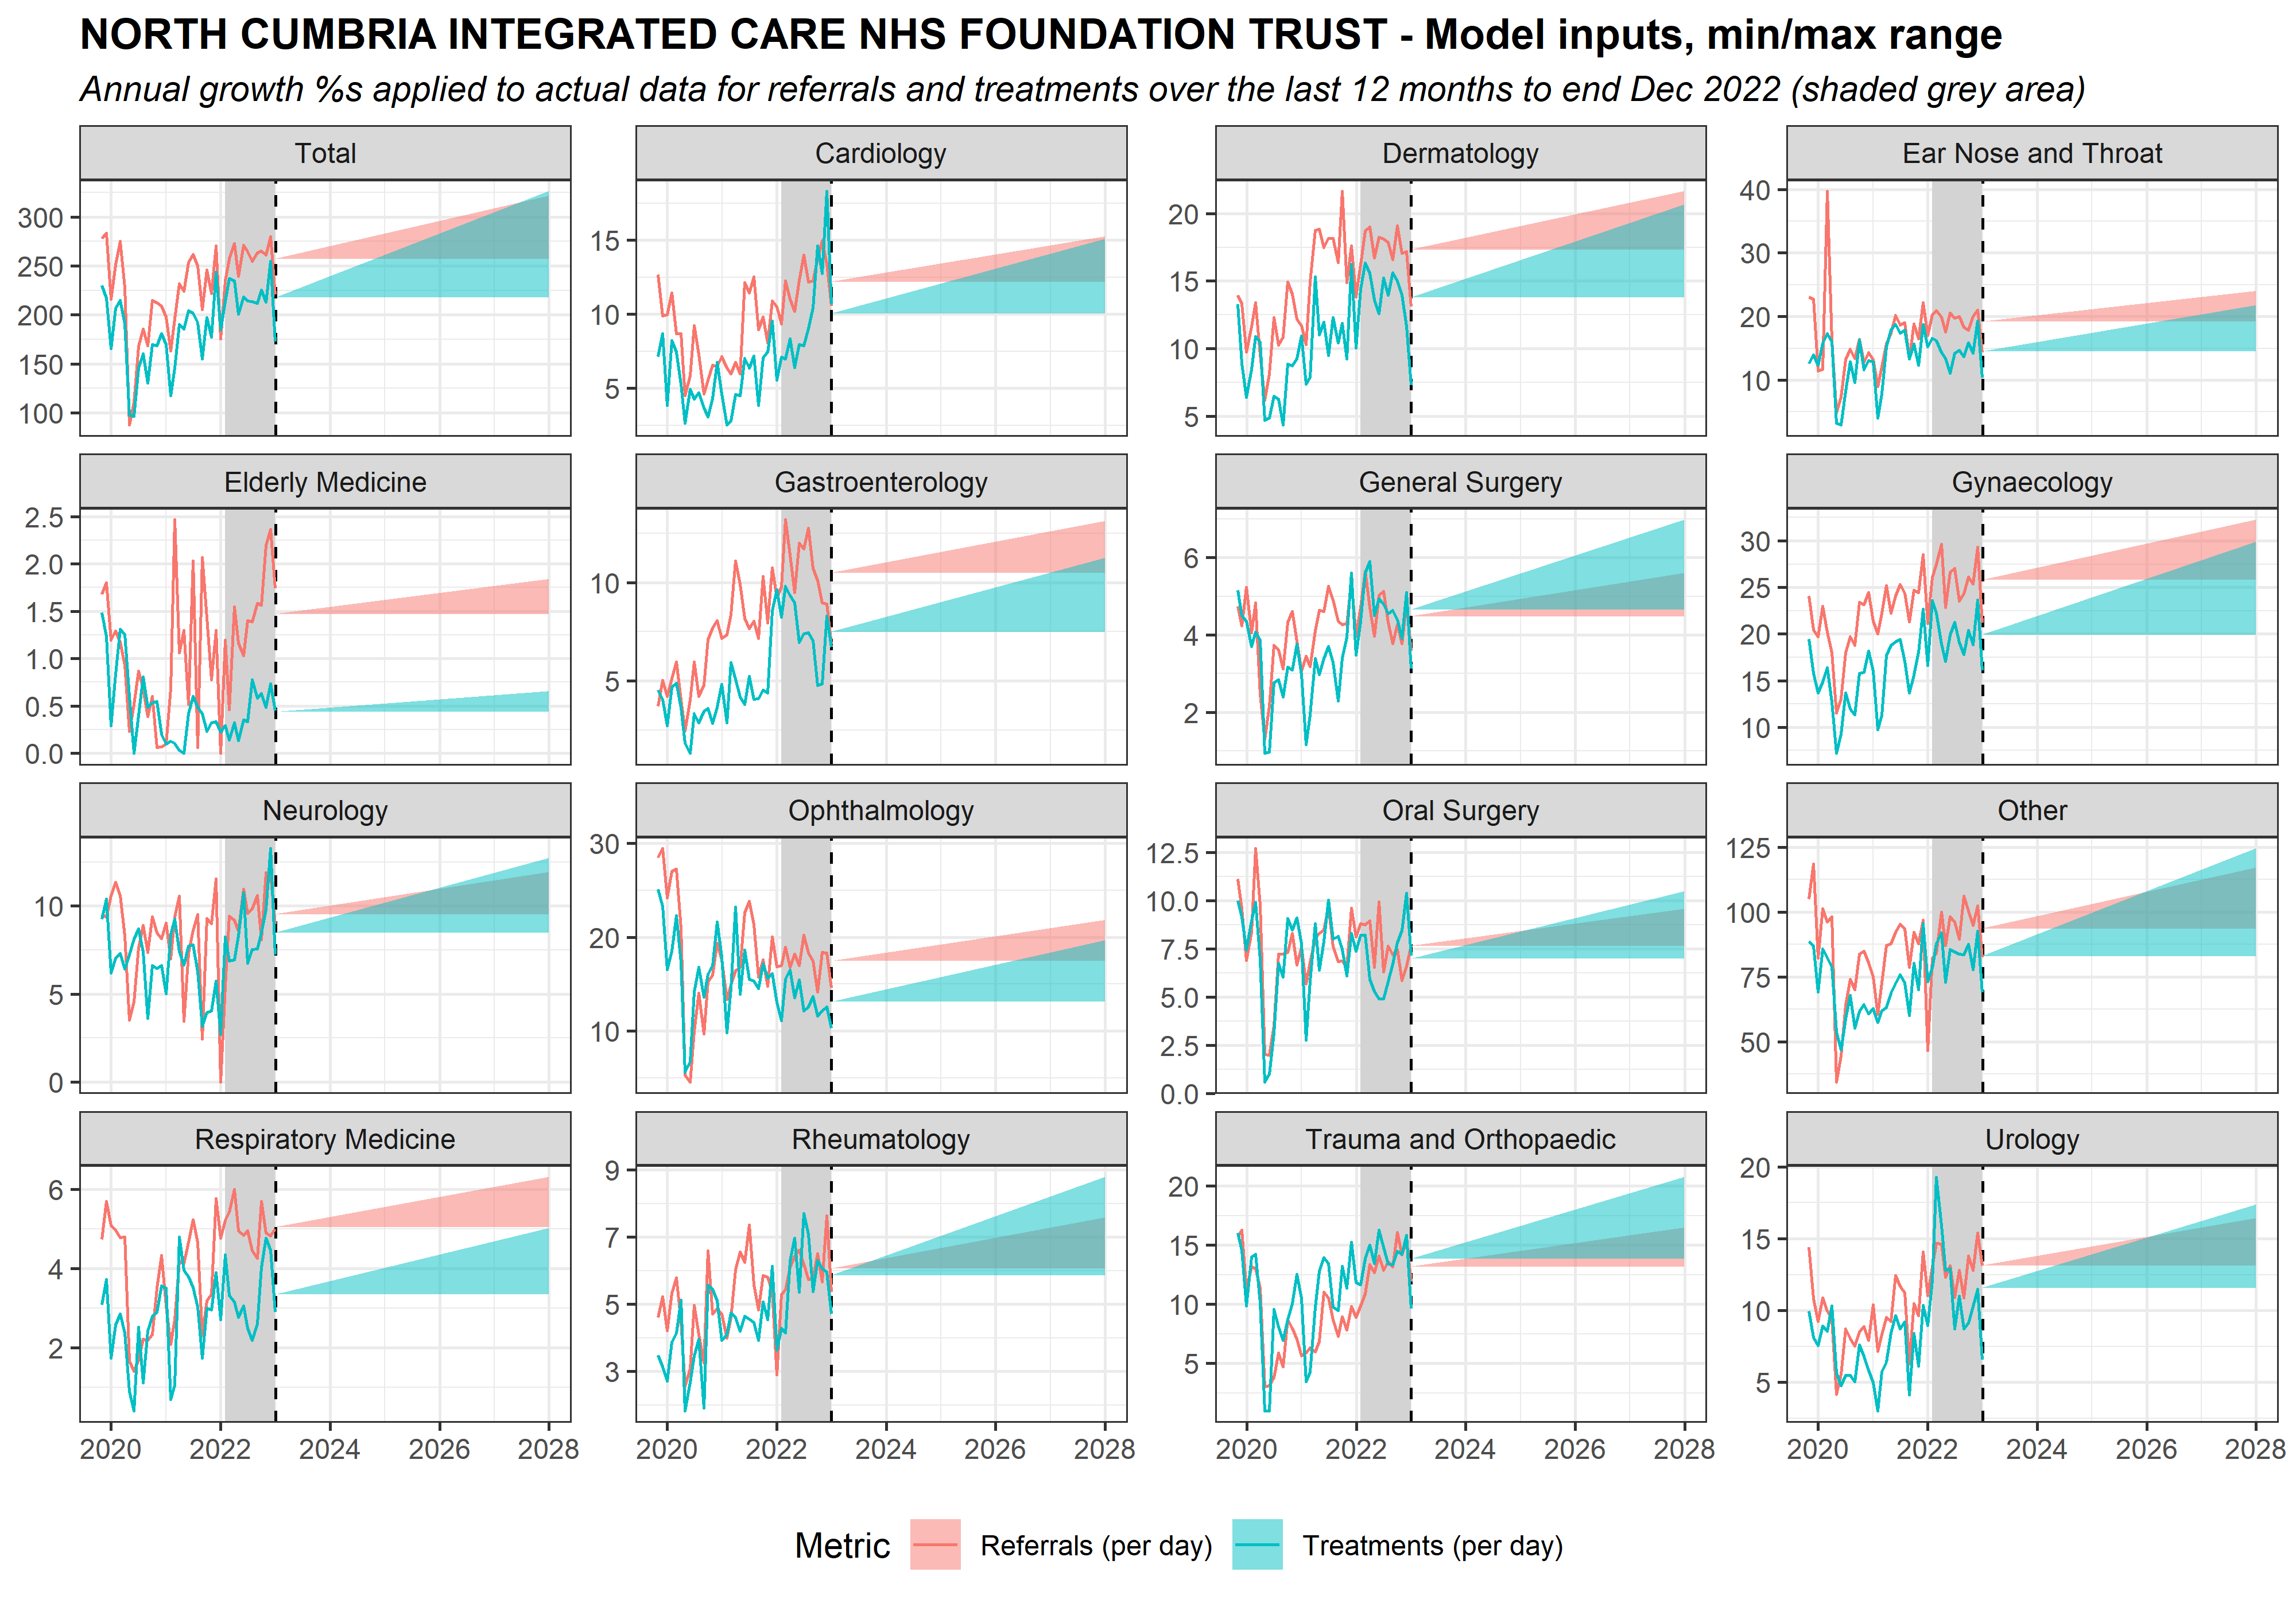 NORTH CUMBRIA INTEGRATED CARE NHS FOUNDATION TRUST - Model inputs, min/max range
Annual growth %s applied to actual data for referrals and treatments over the last 12 months to end Dec 2022 (shaded grey area)
Total
300
250
200
150
100
Cardiology
15
10
5
Dermatology
20
15
10
5
Ear Nose and Throat
40
30
20
10
Elderly Medicine
2.5
2.0
1.5
1.0
0.5
0.0
Gastroenterology
10
5
General Surgery
6
4
2
Gynaecology
30
25
20
15
10
Neurology
10
5
0
Ophthalmology
30
20
10
Oral Surgery
12.5
10.0
7.5
5.0
2.5
0.0
Other
125
100
75
50
Respiratory Medicine
6
4
2
Rheumatology
9
7
5
3
Trauma and Orthopaedic
20
15
10
5
Urology
20
15
10
5
2020 2022 2024 2026 2028
2020 2022 2024 2026 2028
2020 2022 2024 2026 2028
2020 2022 2024 2026 2028
Metric Referrals (per day) Treatments (per day)